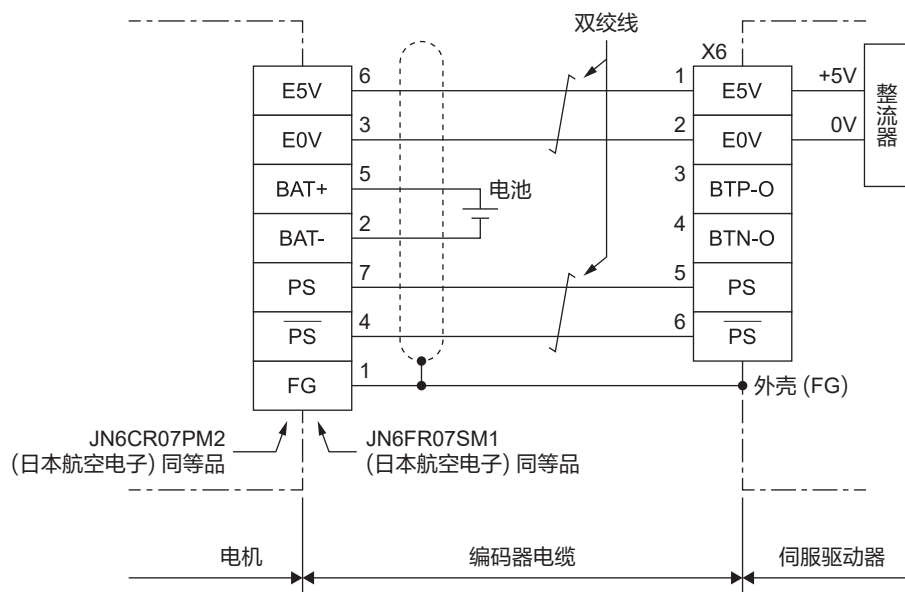 双绞线
X6
E5V 6 1 E5V +5V
E0V 3 2 E0V 0V
整流器
BAT+ 5 电池 3 BTP-O
BAT- 2 4 BTN-O
PS 7 5 PS
P̅S̅ 4 6 P̅S̅
FG 1 外壳 (FG)
JN6CR07PM2
(日本航空电子) 同等品
JN6FR07SM1
(日本航空电子) 同等品
电机 编码器电缆 伺服驱动器